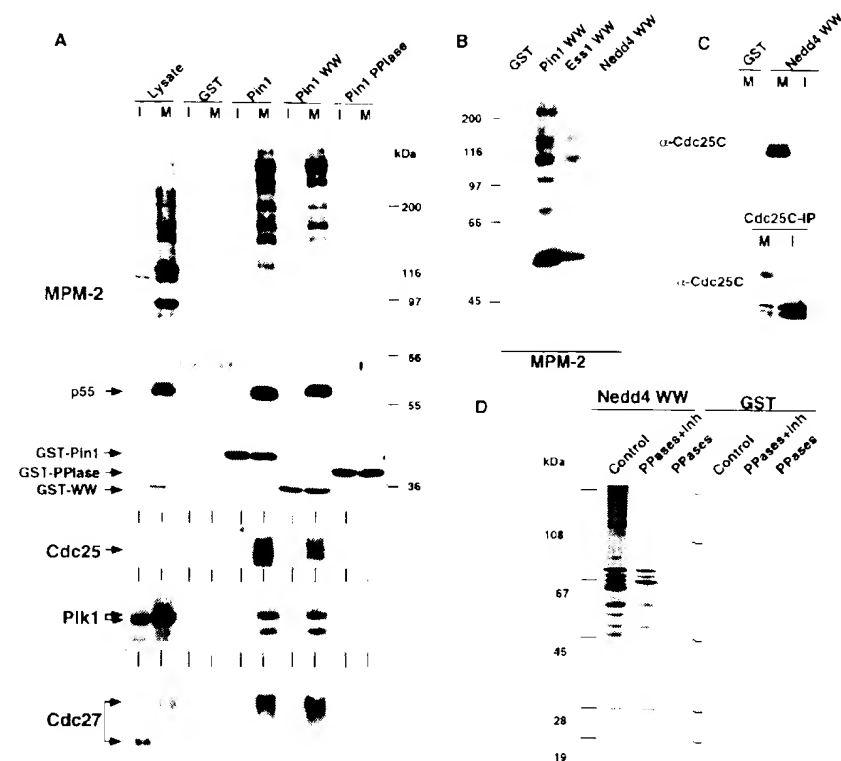 A
Lysate GST Pin1 Pin1 WW Pin1 PPIase
I M I M I M I M I M
kDa
200
116
97
66
55
36
MPM-2
p55
GST-Pin1
GST-PPIase
GST-WW
Cdc25
Plk1
Cdc27
B
GST Pin1 WW Ess1 WW Nedd4 WW
200
116
97
66
45
MPM-2
C
GST Nedd4 WW
M M I
α-Cdc25C
Cdc25C-IP
M I
α-Cdc25C
D
Nedd4 WW GST
kDa
Control PPases+Inh PPases Control PPases+Inh PPases
108
67
45
28
19